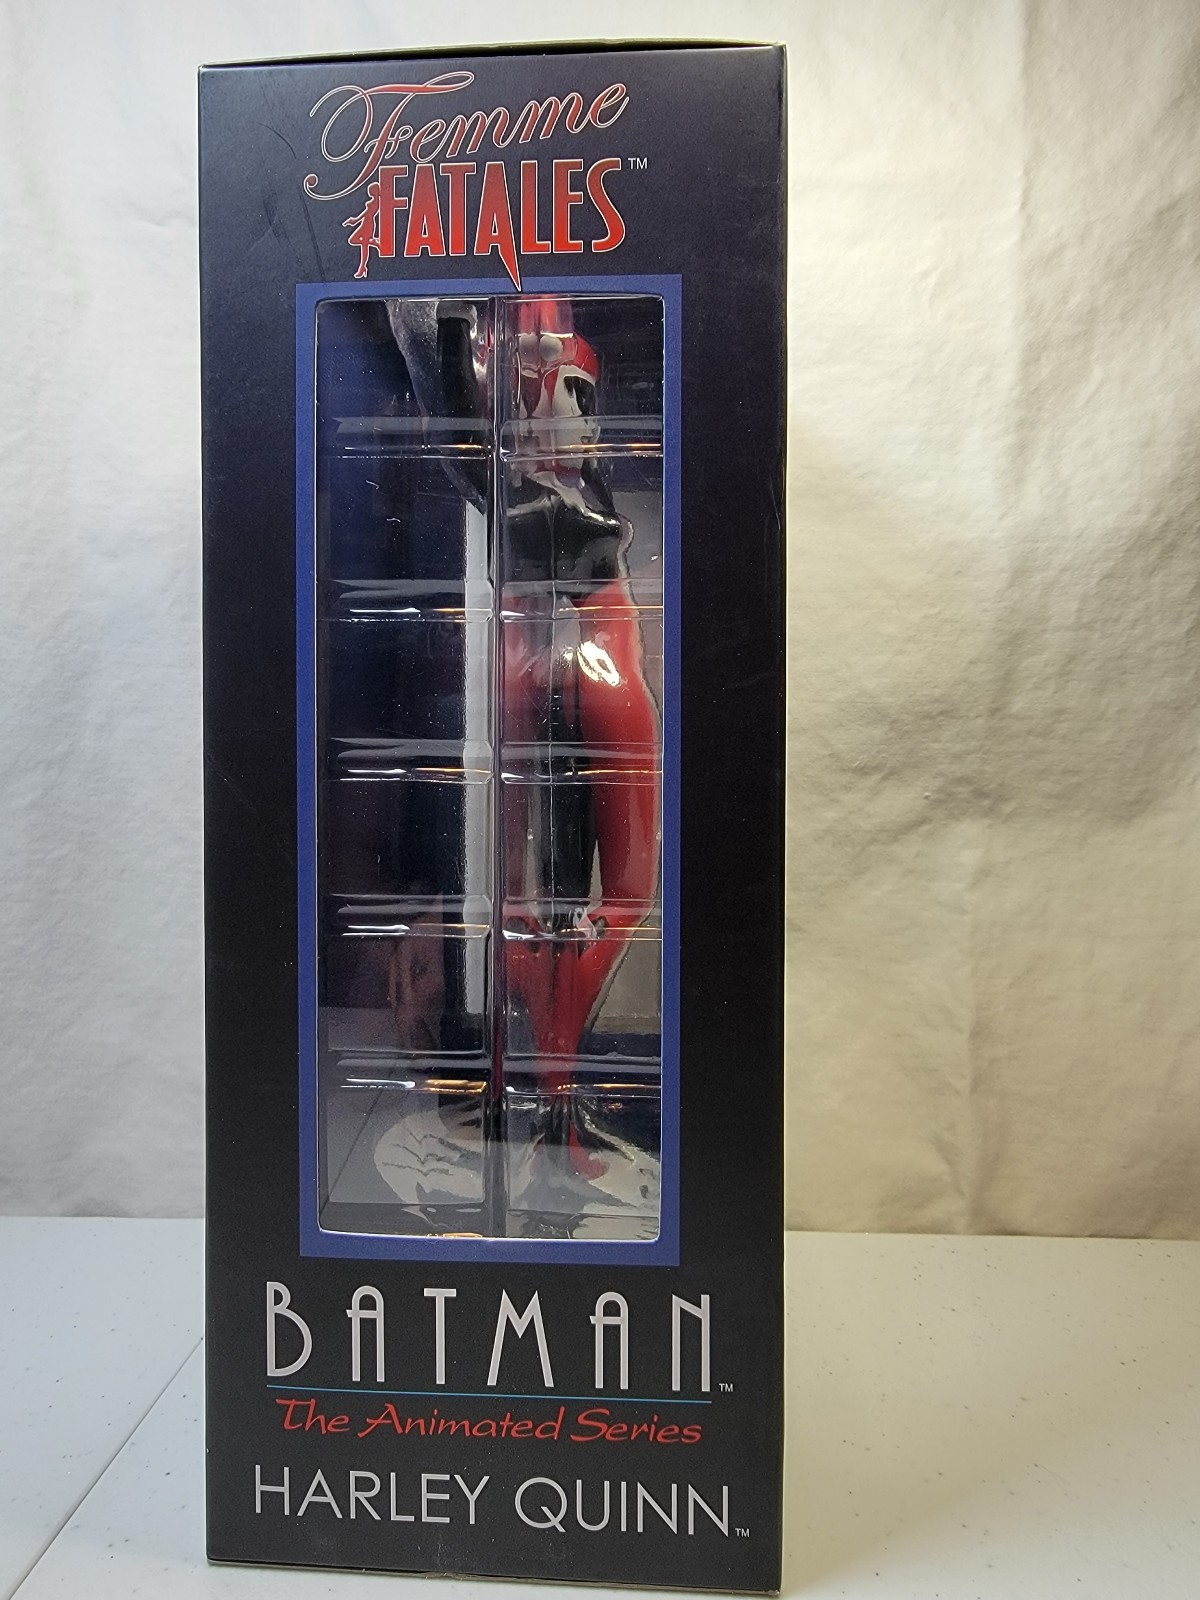 Femme
FATALES™
BATMAN™
The Animated Series
HARLEY QUINN™